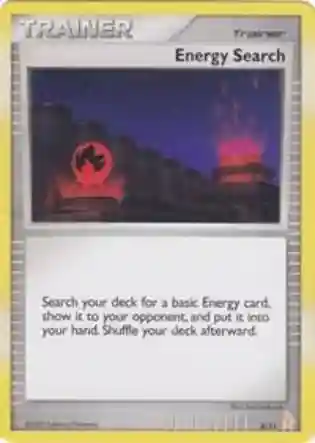 TRAINER
Trainer
Energy Search
Search your deck for a basic Energy card,
show it to your opponent, and put it into
your hand. Shuffle your deck afterward.